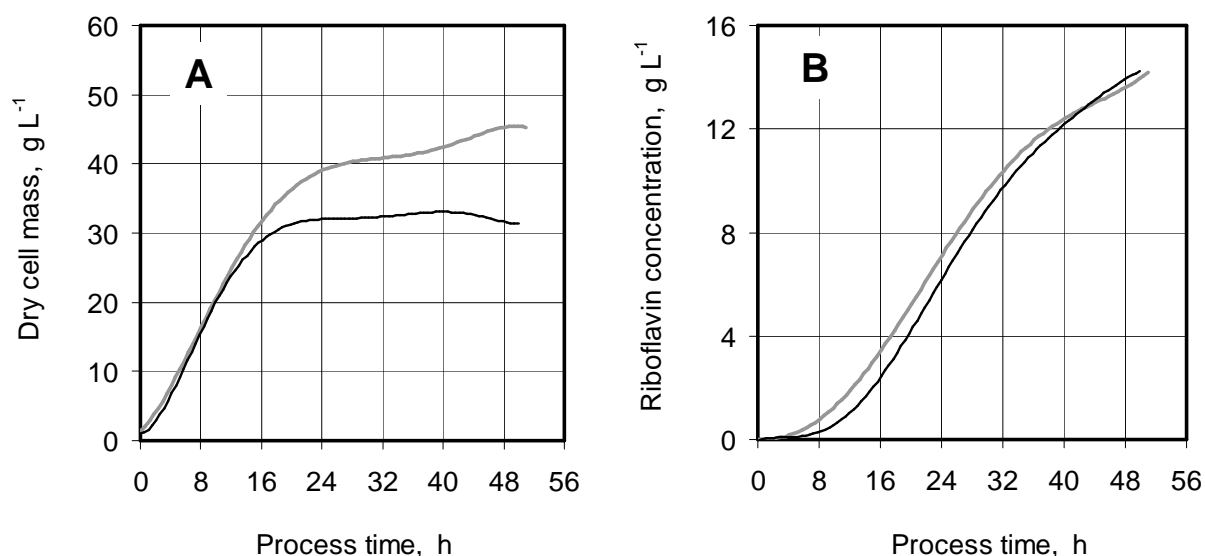 A
Dry cell mass, g L-1
60
50
40
30
20
10
0
0 8 16 24 32 40 48 56
Process time, h
B
Riboflavin concentration, g L-1
16
12
8
4
0
0 8 16 24 32 40 48 56
Process time, h